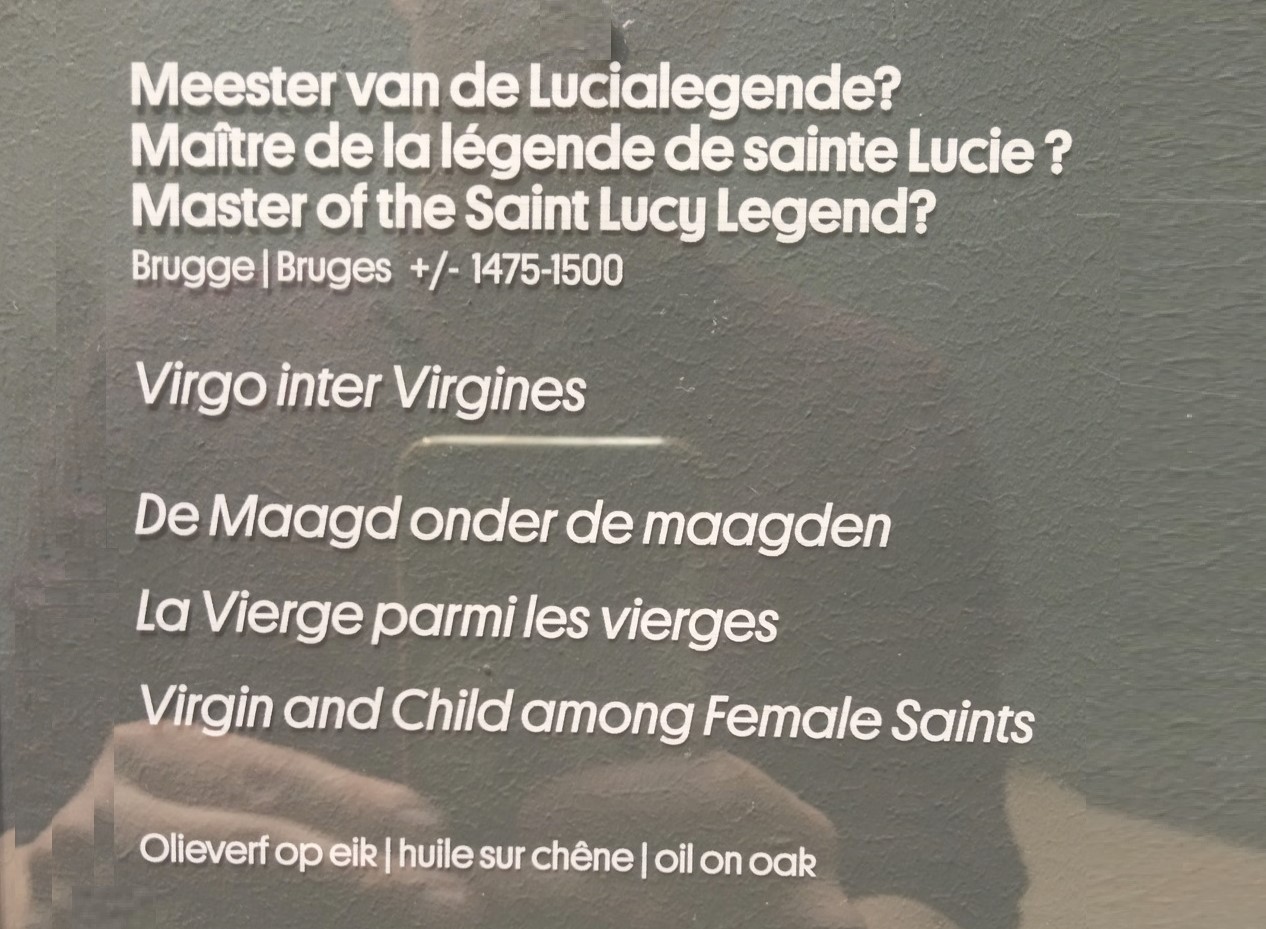 Meester van de Lucialegende?
Maître de la légende de sainte Lucie ?
Master of the Saint Lucy Legend?
Brugge | Bruges +/- 1475-1500
Virgo inter Virgines
De Maagd onder de maagden
La Vierge parmi les vierges
Virgin and Child among Female Saints
Olieverf op eik | huile sur chêne | oil on oak